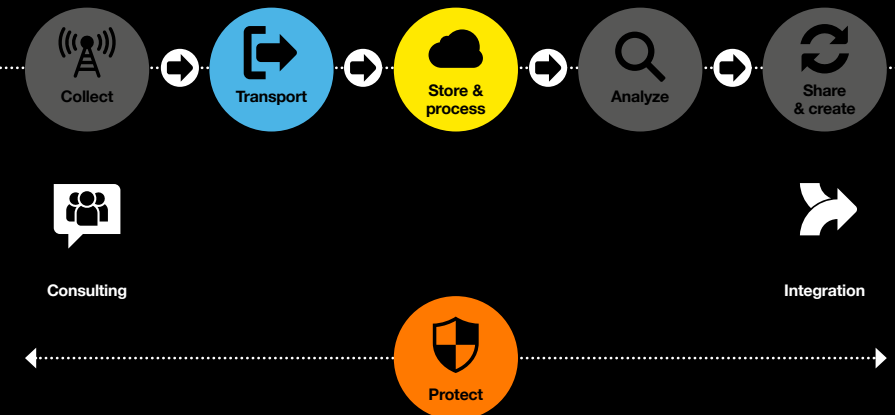 Collect
Transport
Store &
process
Analyze
Share
& create
Consulting
Integration
Protect